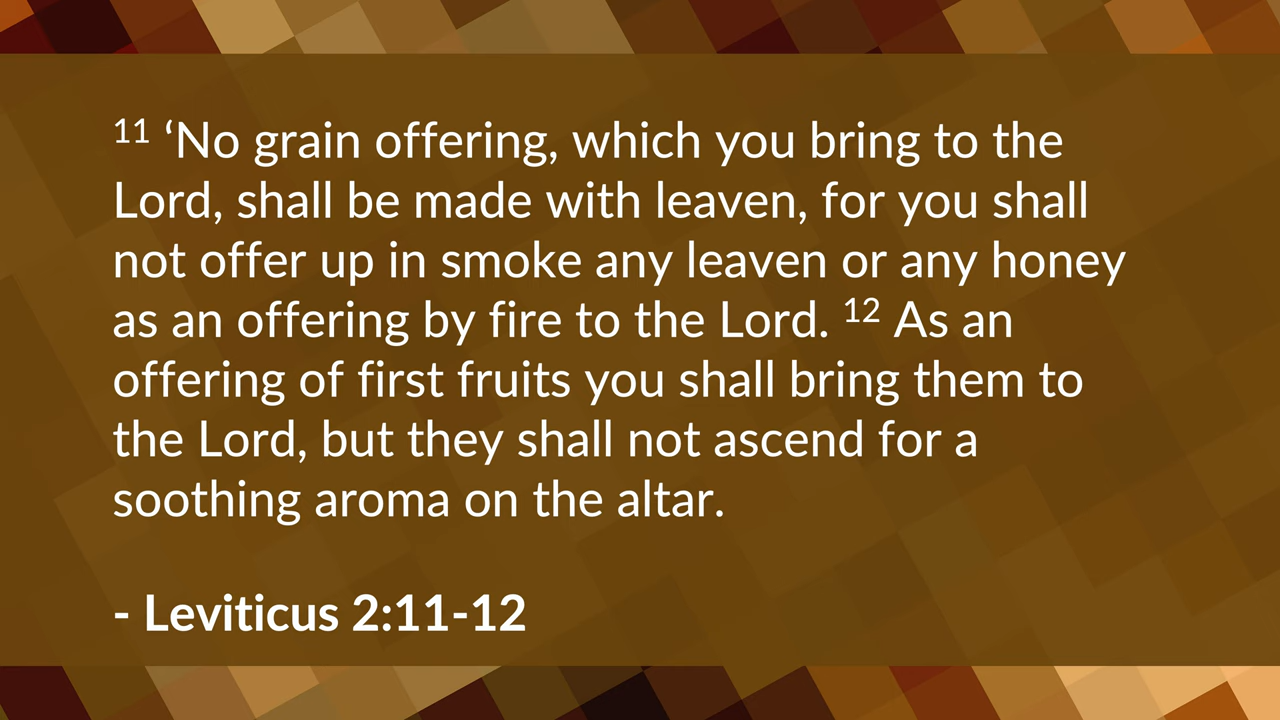 11 ‘No grain offering, which you bring to the
Lord, shall be made with leaven, for you shall
not offer up in smoke any leaven or any honey
as an offering by fire to the Lord. 12 As an
offering of first fruits you shall bring them to
the Lord, but they shall not ascend for a
soothing aroma on the altar.
- Leviticus 2:11-12